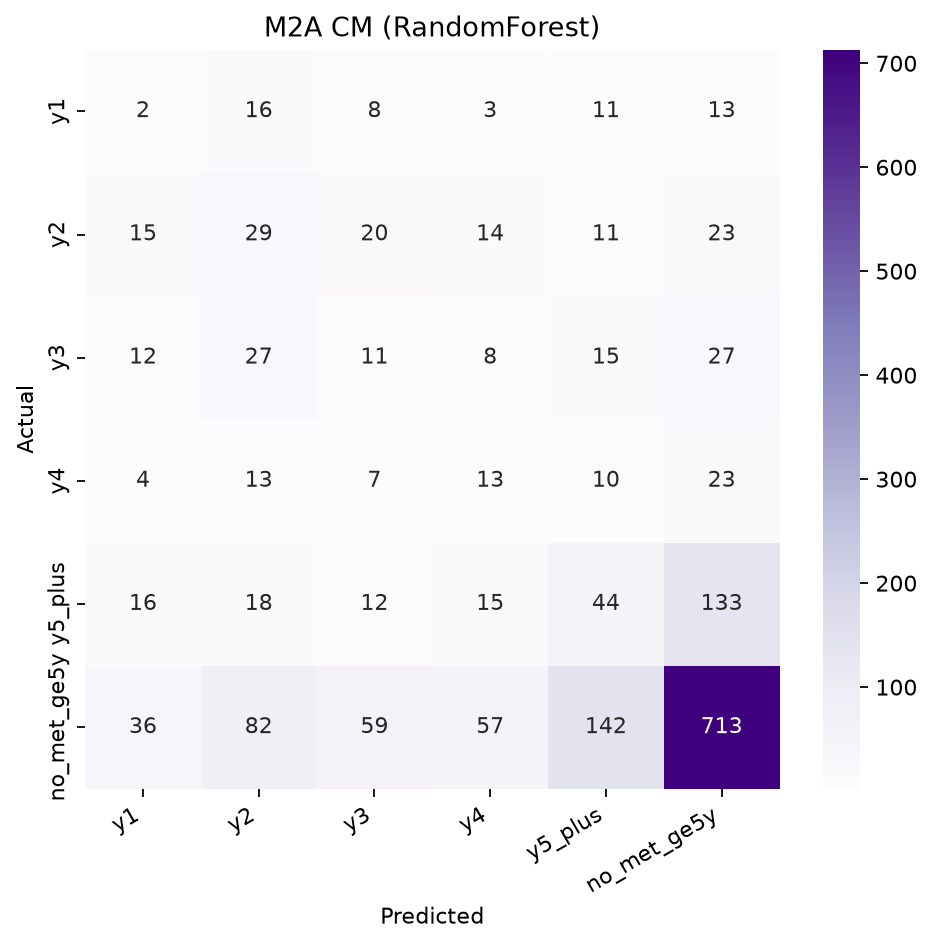 M2A CM (RandomForest)
y1 2 16 8 3 11 13
y2 15 29 20 14 11 23
y3 12 27 11 8 15 27
y4 4 13 7 13 10 23
y5_plus 16 18 12 15 44 133
no_met_ge5y 36 82 59 57 142 713
Actual
y1 y2 y3 y4 y5_plus no_met_ge5y
Predicted
700
600
500
400
300
200
100